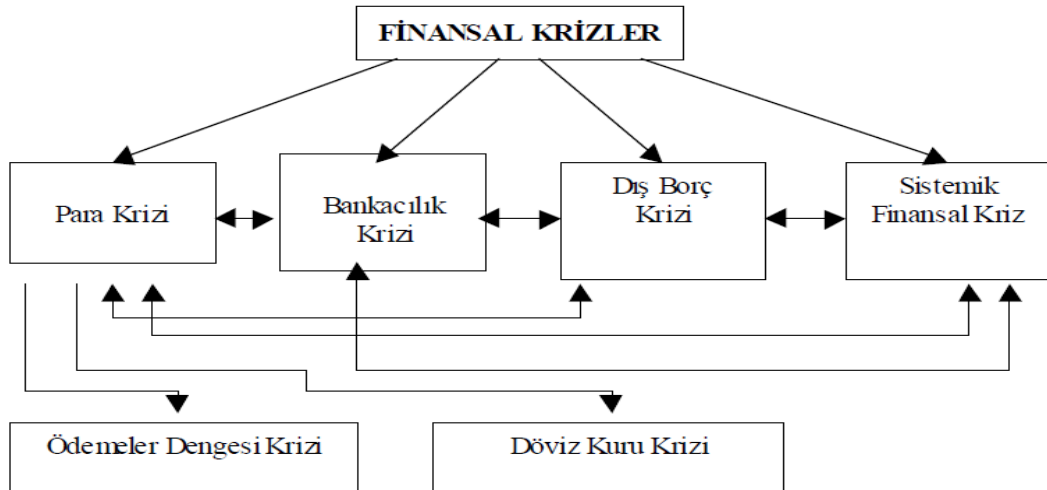 FİNANSAL KRİZLER
Para Krizi
Bankacılık
Krizi
Dış Borç
Krizi
Sistemik
Finansal Kriz
Ödemeler Dengesi Krizi
Döviz Kuru Krizi